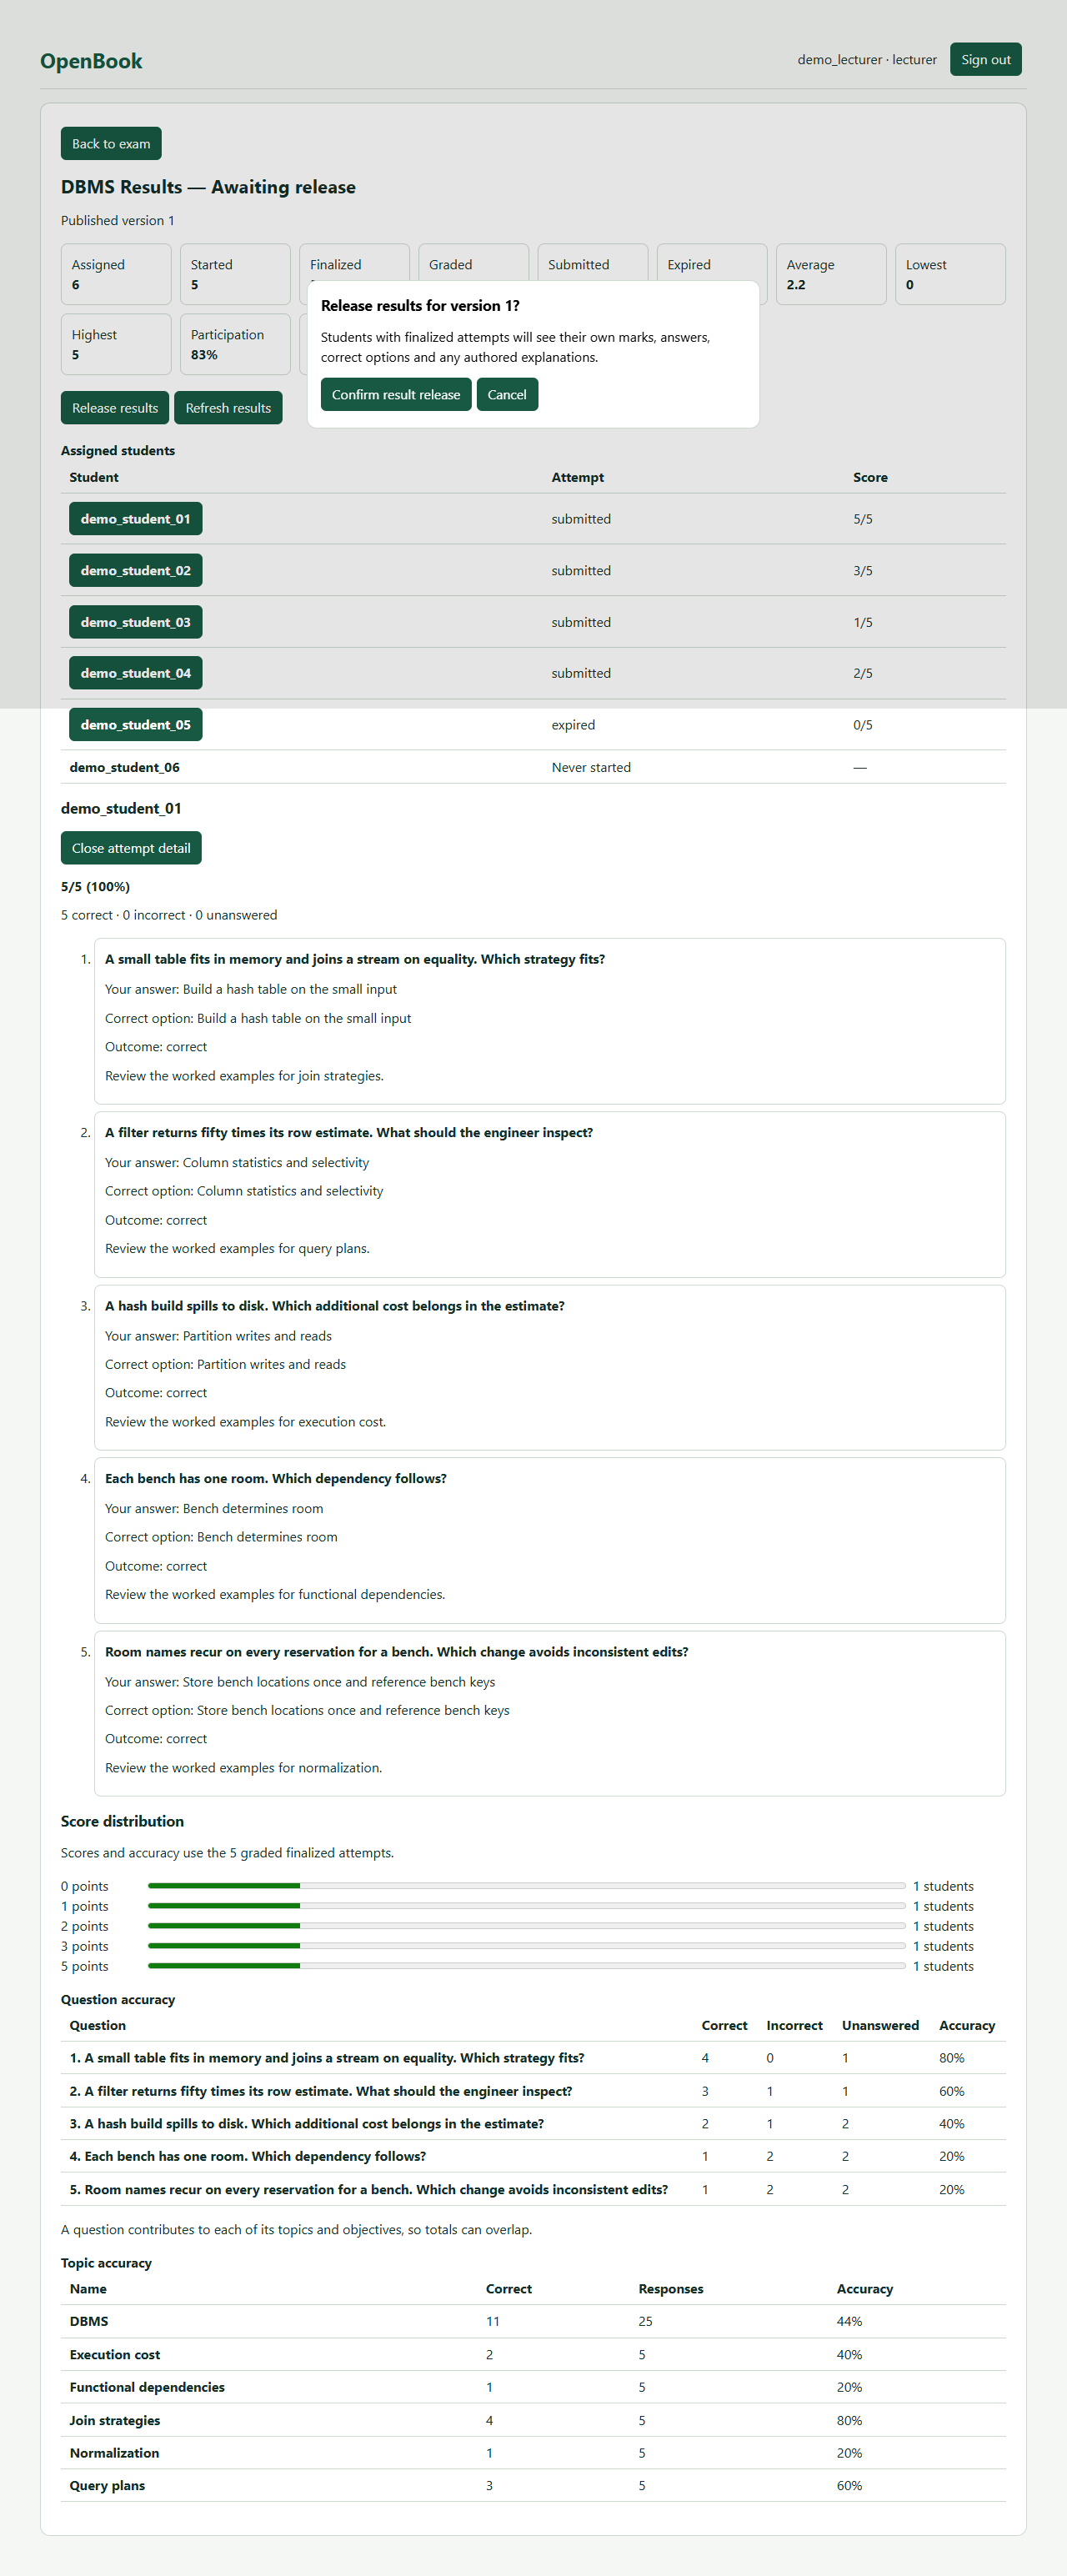 OpenBook
demo_lecturer · lecturer
Sign out
Back to exam
DBMS Results — Awaiting release
Published version 1
Assigned
6
Started
5
Finalized
Graded
Submitted
Expired
Average
2.2
Lowest
0
Highest
5
Participation
83%
Release results for version 1?
Students with finalized attempts will see their own marks, answers,
correct options and any authored explanations.
Confirm result release
Cancel
Release results
Refresh results
Assigned students
Student Attempt Score
demo_student_01 submitted 5/5
demo_student_02 submitted 3/5
demo_student_03 submitted 1/5
demo_student_04 submitted 2/5
demo_student_05 expired 0/5
demo_student_06 Never started —
demo_student_01
Close attempt detail
5/5 (100%)
5 correct · 0 incorrect · 0 unanswered
1. A small table fits in memory and joins a stream on equality. Which strategy fits?
Your answer: Build a hash table on the small input
Correct option: Build a hash table on the small input
Outcome: correct
Review the worked examples for join strategies.
2. A filter returns fifty times its row estimate. What should the engineer inspect?
Your answer: Column statistics and selectivity
Correct option: Column statistics and selectivity
Outcome: correct
Review the worked examples for query plans.
3. A hash build spills to disk. Which additional cost belongs in the estimate?
Your answer: Partition writes and reads
Correct option: Partition writes and reads
Outcome: correct
Review the worked examples for execution cost.
4. Each bench has one room. Which dependency follows?
Your answer: Bench determines room
Correct option: Bench determines room
Outcome: correct
Review the worked examples for functional dependencies.
5. Room names recur on every reservation for a bench. Which change avoids inconsistent edits?
Your answer: Store bench locations once and reference bench keys
Correct option: Store bench locations once and reference bench keys
Outcome: correct
Review the worked examples for normalization.
Score distribution
Scores and accuracy use the 5 graded finalized attempts.
0 points 1 students
1 points 1 students
2 points 1 students
3 points 1 students
5 points 1 students
Question accuracy
Question Correct Incorrect Unanswered Accuracy
1. A small table fits in memory and joins a stream on equality. Which strategy fits? 4 0 1 80%
2. A filter returns fifty times its row estimate. What should the engineer inspect? 3 1 1 60%
3. A hash build spills to disk. Which additional cost belongs in the estimate? 2 1 2 40%
4. Each bench has one room. Which dependency follows? 1 2 2 20%
5. Room names recur on every reservation for a bench. Which change avoids inconsistent edits? 1 2 2 20%
A question contributes to each of its topics and objectives, so totals can overlap.
Topic accuracy
Name Correct Responses Accuracy
DBMS 11 25 44%
Execution cost 2 5 40%
Functional dependencies 1 5 20%
Join strategies 4 5 80%
Normalization 1 5 20%
Query plans 3 5 60%